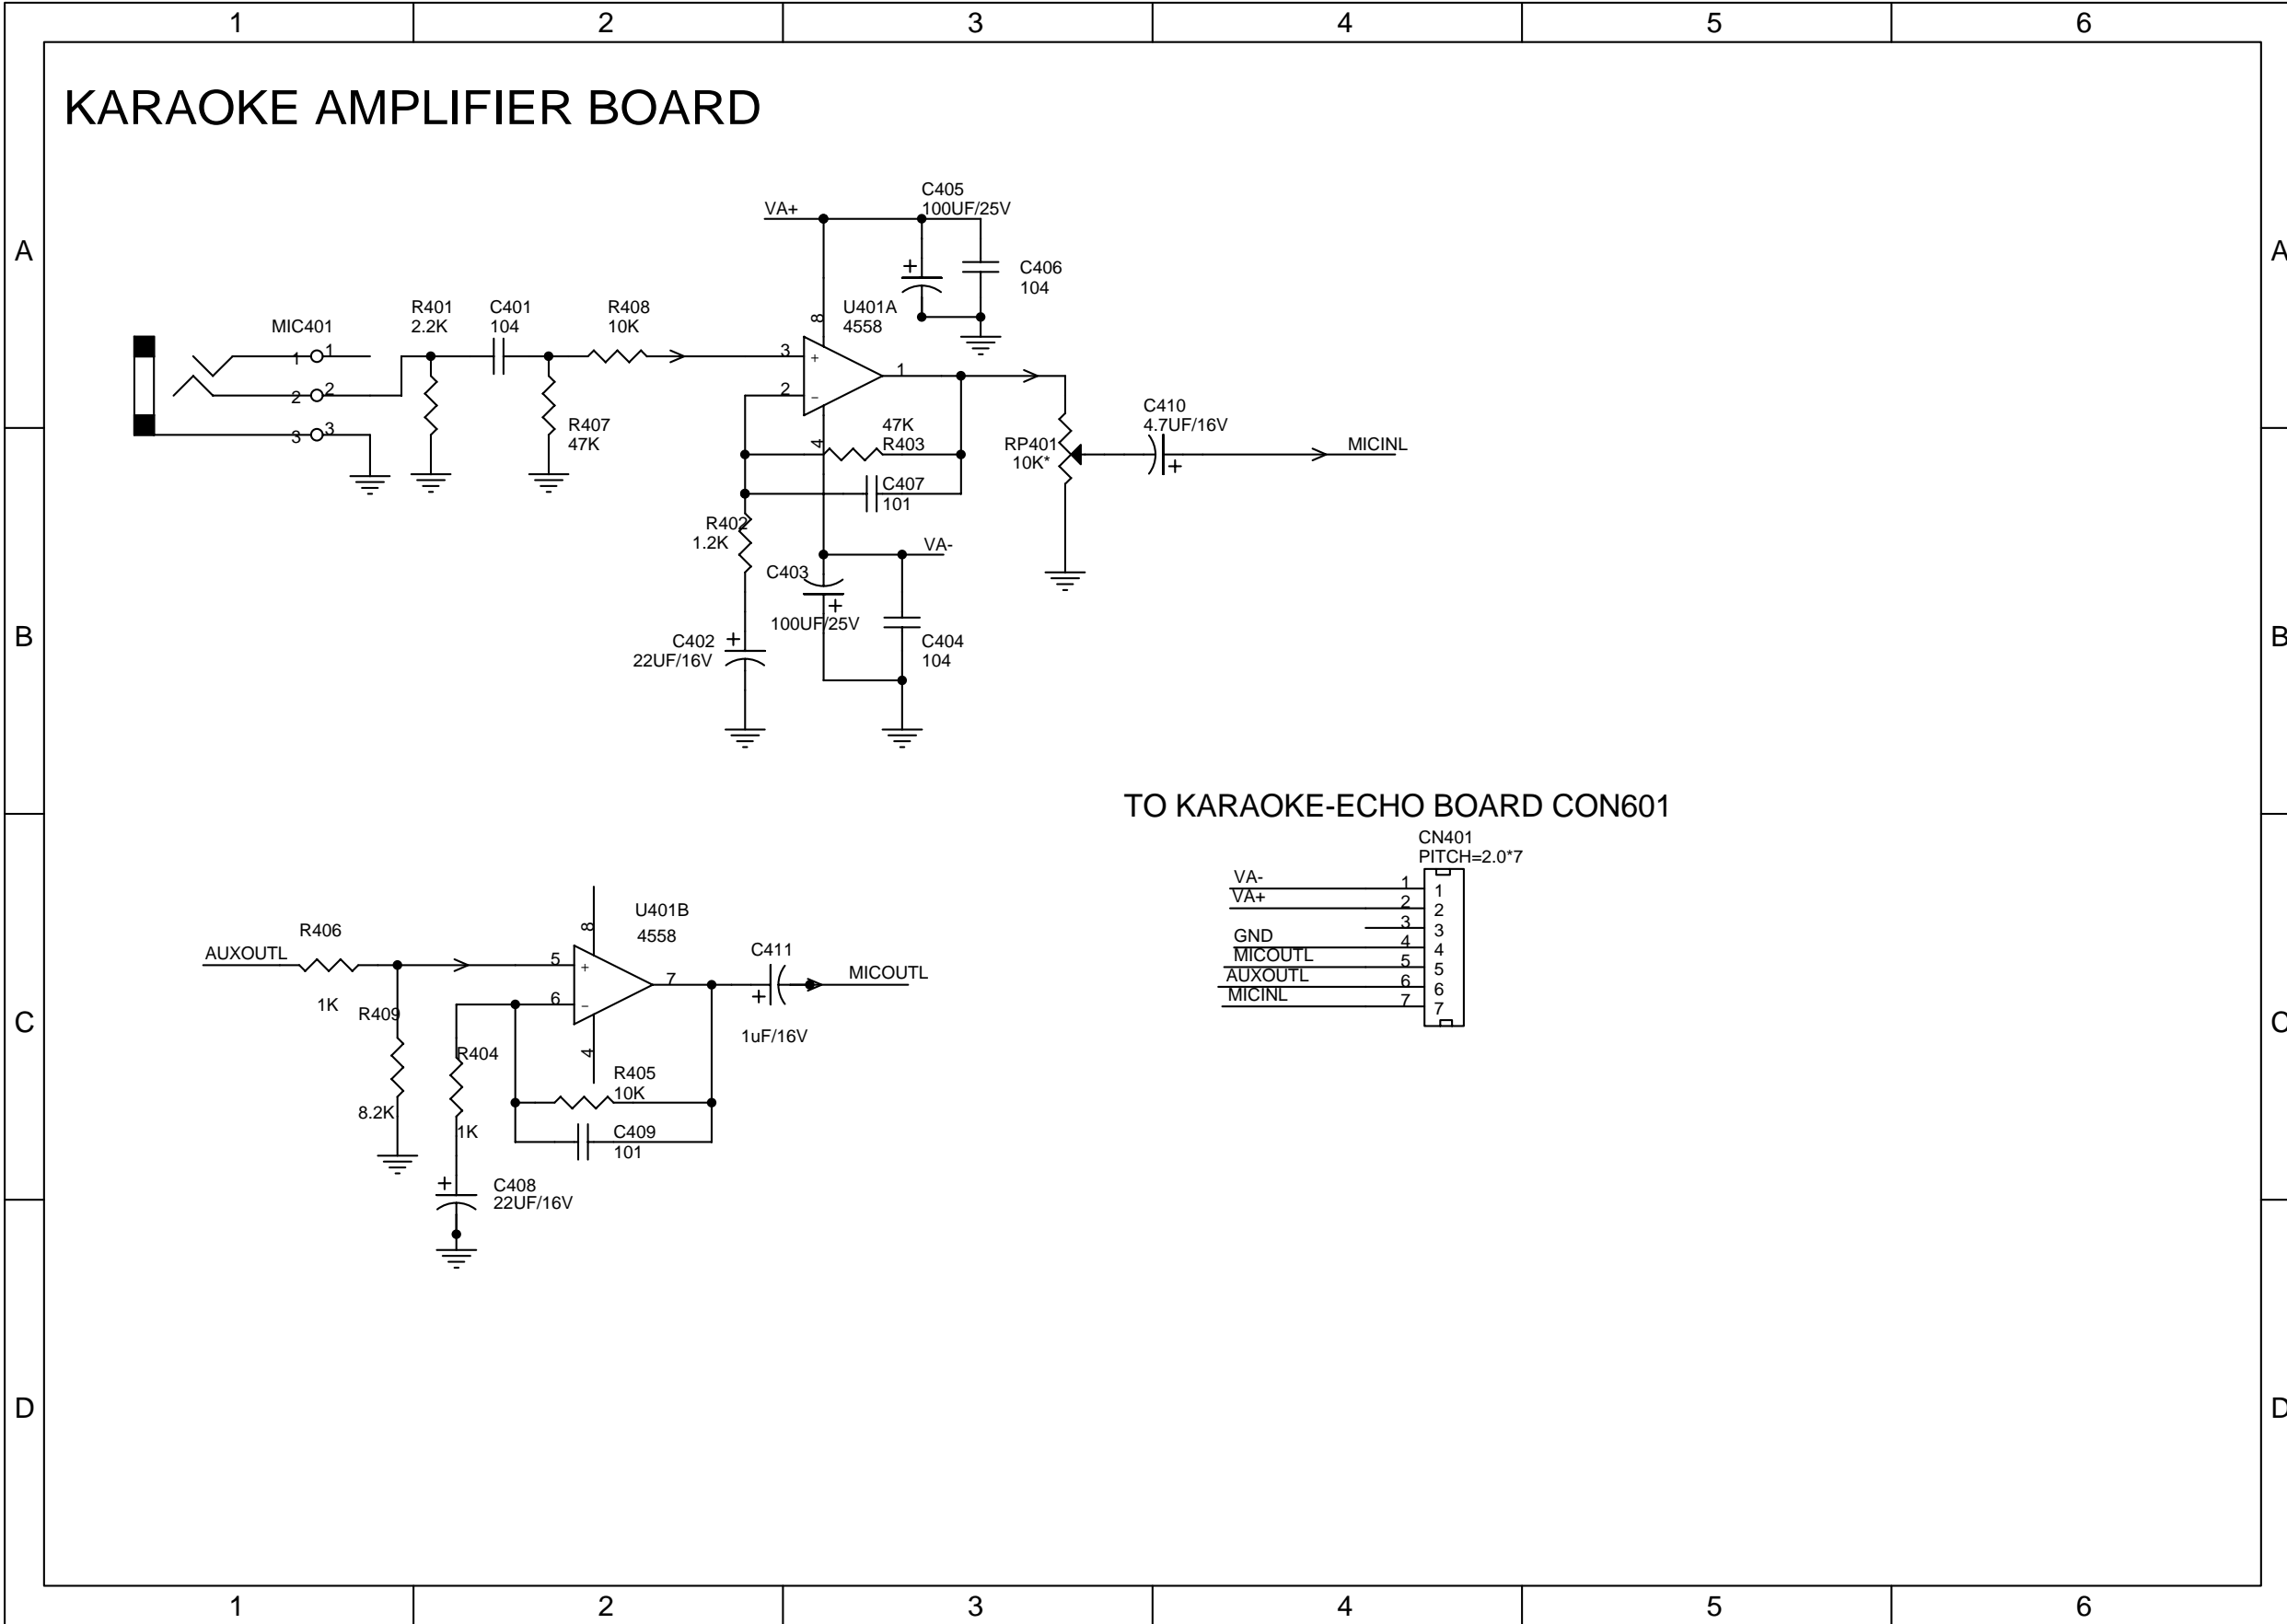 1 2 3 4 5 6
KARAOKE AMPLIFIER BOARD
A A
B B
C C
D D
VA+
C405
100UF/25V
C406
104
U401A
4558
8
3
+
2
−
1
4
MIC401
1 1
2 2
3 3
R401
2.2K
C401
104
R408
10K
R407
47K
47K
R403
C407
101
R402
1.2K
C402
+
22UF/16V
VA-
C403
+
100UF/25V
C404
104
+
RP401
10K*
C410
4.7UF/16V
+
MICINL
TO KARAOKE-ECHO BOARD CON601
CN401
PITCH=2.0*7
VA- 1 1
VA+ 2 2
3 3
GND 4 4
MICOUTL 5 5
AUXOUTL 6 6
MICINL 7 7
AUXOUTL
R406
1K
R409
8.2K
R404
1K
U401B
4558
8
5
+
6
−
7
4
C411
+
1uF/16V
MICOUTL
R405
10K
C409
101
+
C408
22UF/16V
1 2 3 4 5 6